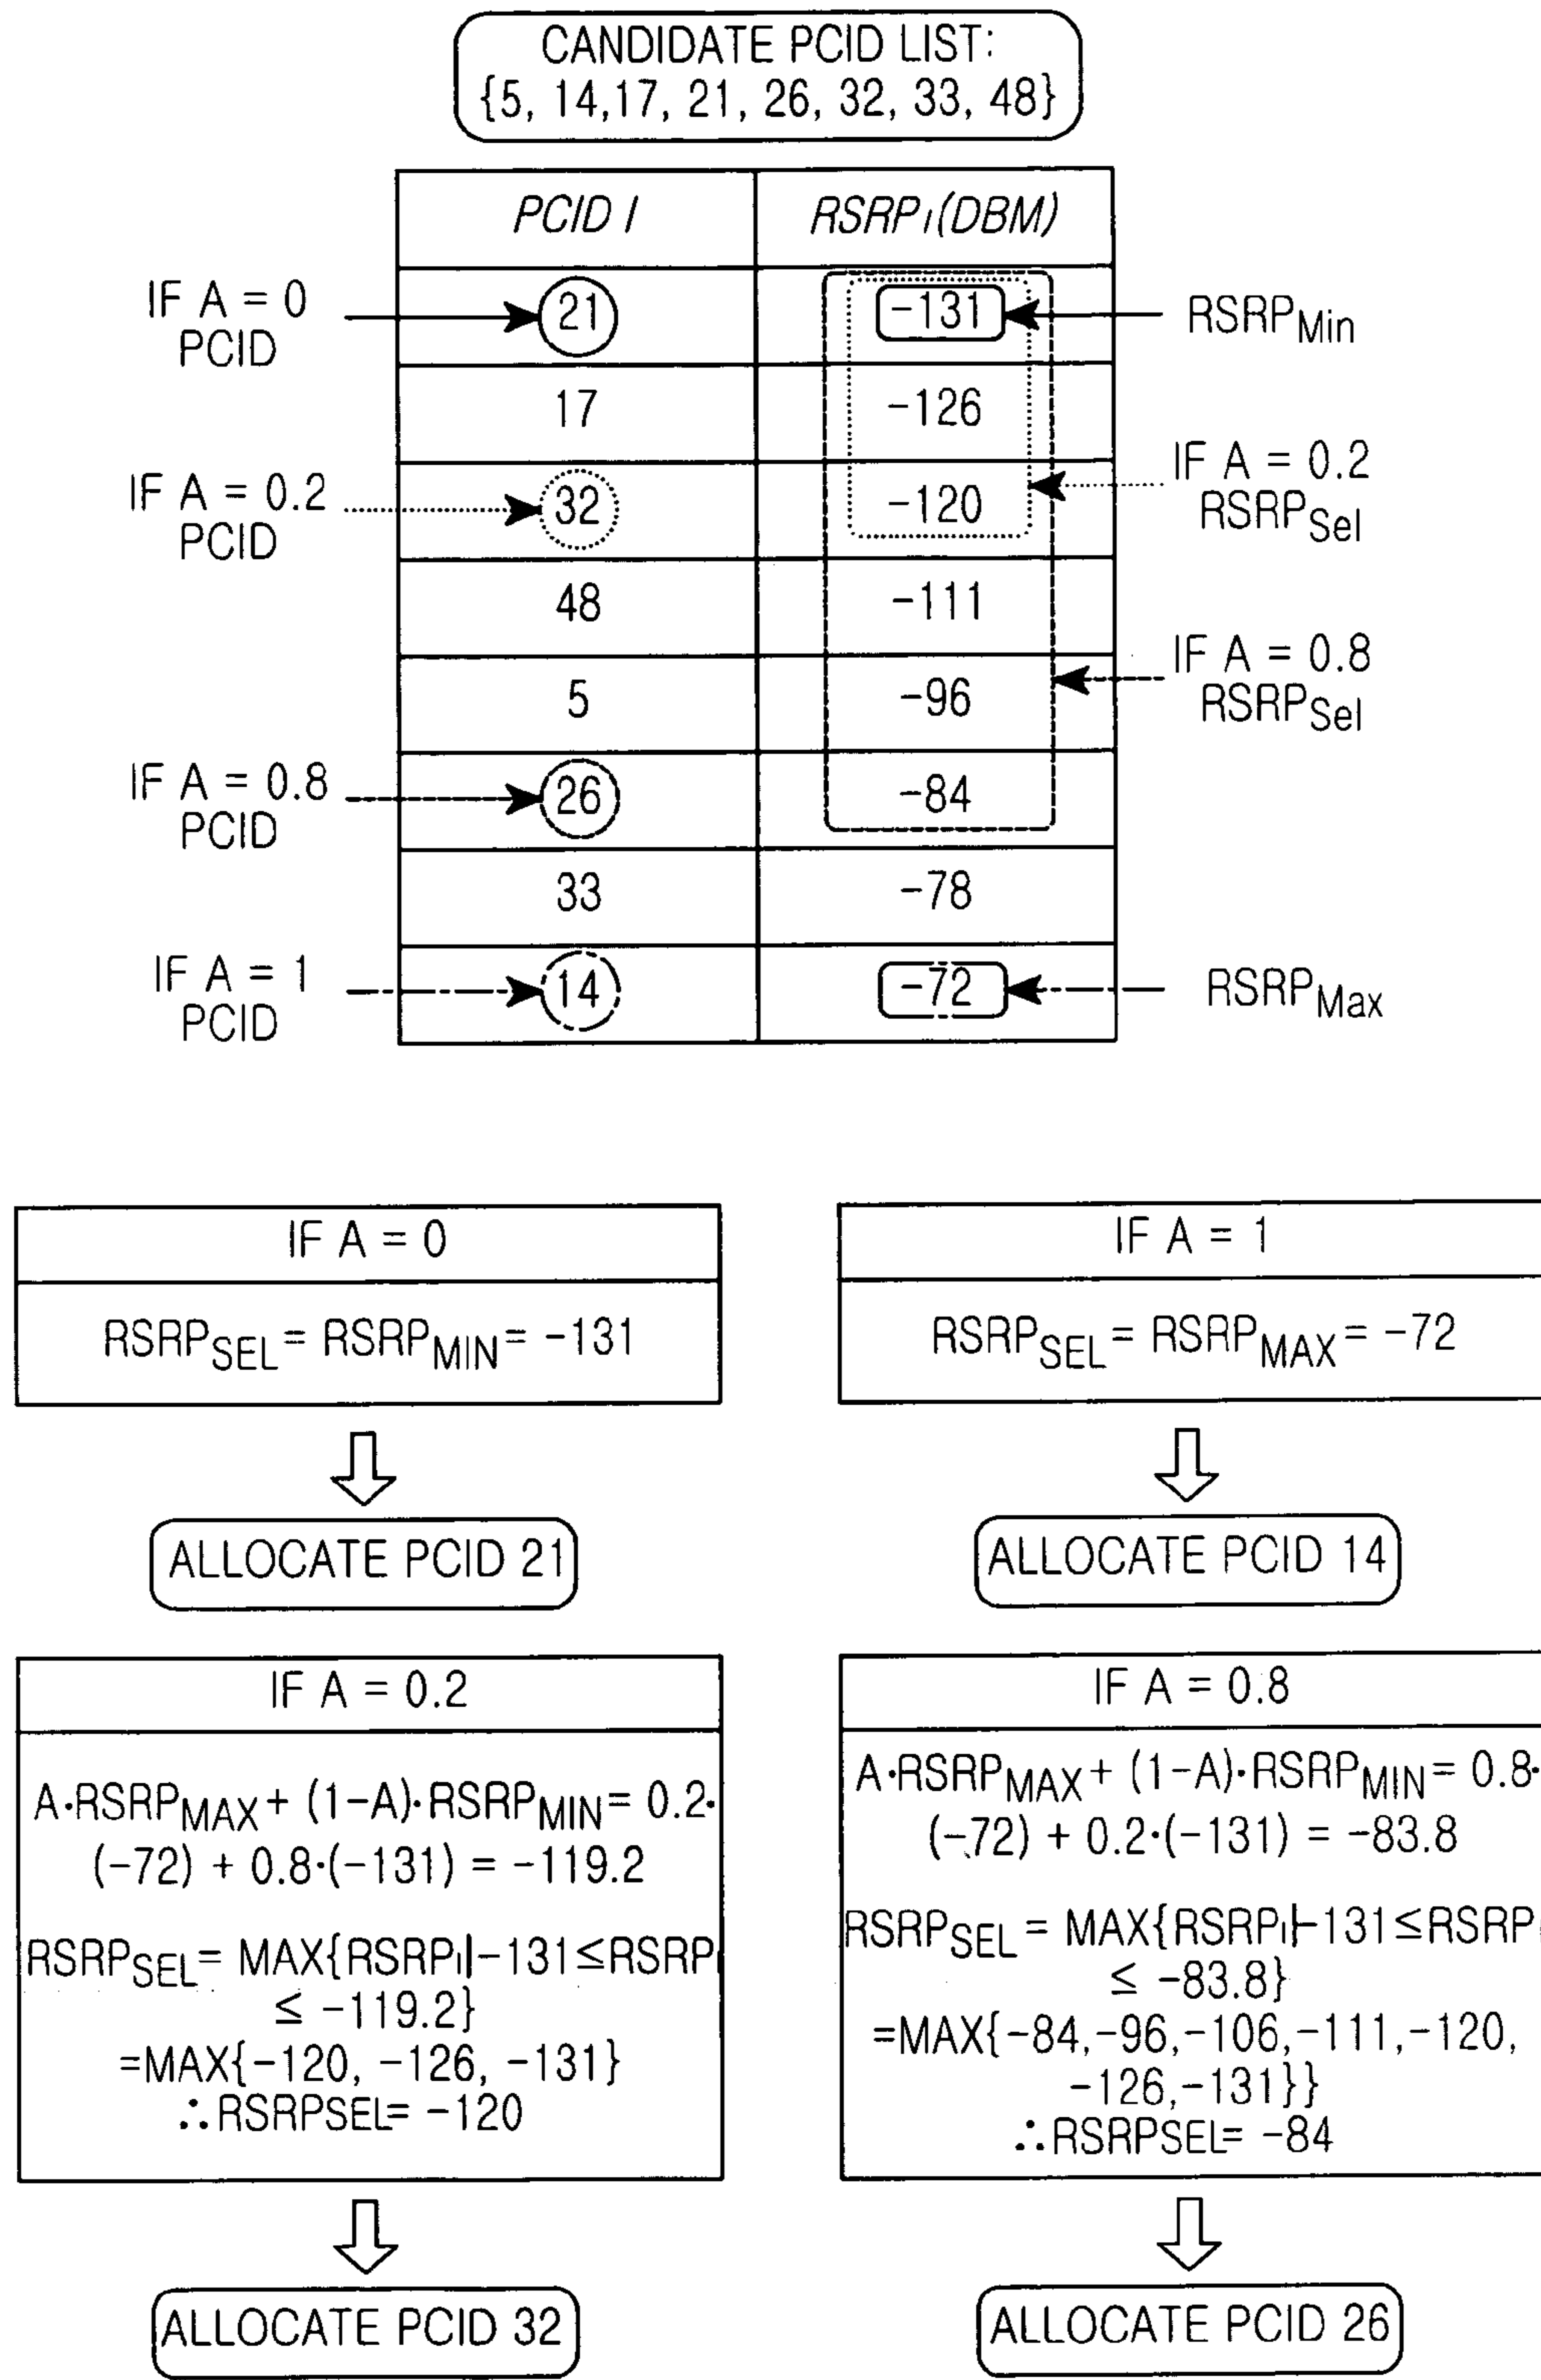 CANDIDATE PCID LIST:
{5, 14,17, 21, 26, 32, 33, 48}
PCID I RSRPI(DBM)
IF A = 0
PCID
21 -131
RSRPMin
17 -126
IF A = 0.2
PCID
32 -120
IF A = 0.2
RSRPSel
48 -111
5 -96
IF A = 0.8
RSRPSel
IF A = 0.8
PCID
26 -84
33 -78
IF A = 1
PCID
14 -72
RSRPMax
IF A = 0
RSRPSEL = RSRPMIN = -131
ALLOCATE PCID 21
IF A = 1
RSRPSEL = RSRPMAX = -72
ALLOCATE PCID 14
IF A = 0.2
A·RSRPMAX + (1-A)·RSRPMIN = 0.2·
(-72) + 0.8·(-131) = -119.2
RSRPSEL = MAX{RSRPI|-131≤RSRPI
≤ -119.2}
=MAX{-120, -126, -131}
∴RSRPSEL= -120
ALLOCATE PCID 32
IF A = 0.8
A·RSRPMAX + (1-A)·RSRPMIN = 0.8·
(-72) + 0.2·(-131) = -83.8
RSRPSEL = MAX{RSRPI|-131≤RSRPI
≤ -83.8}
=MAX{-84,-96,-106,-111,-120,
-126,-131}}
∴RSRPSEL= -84
ALLOCATE PCID 26